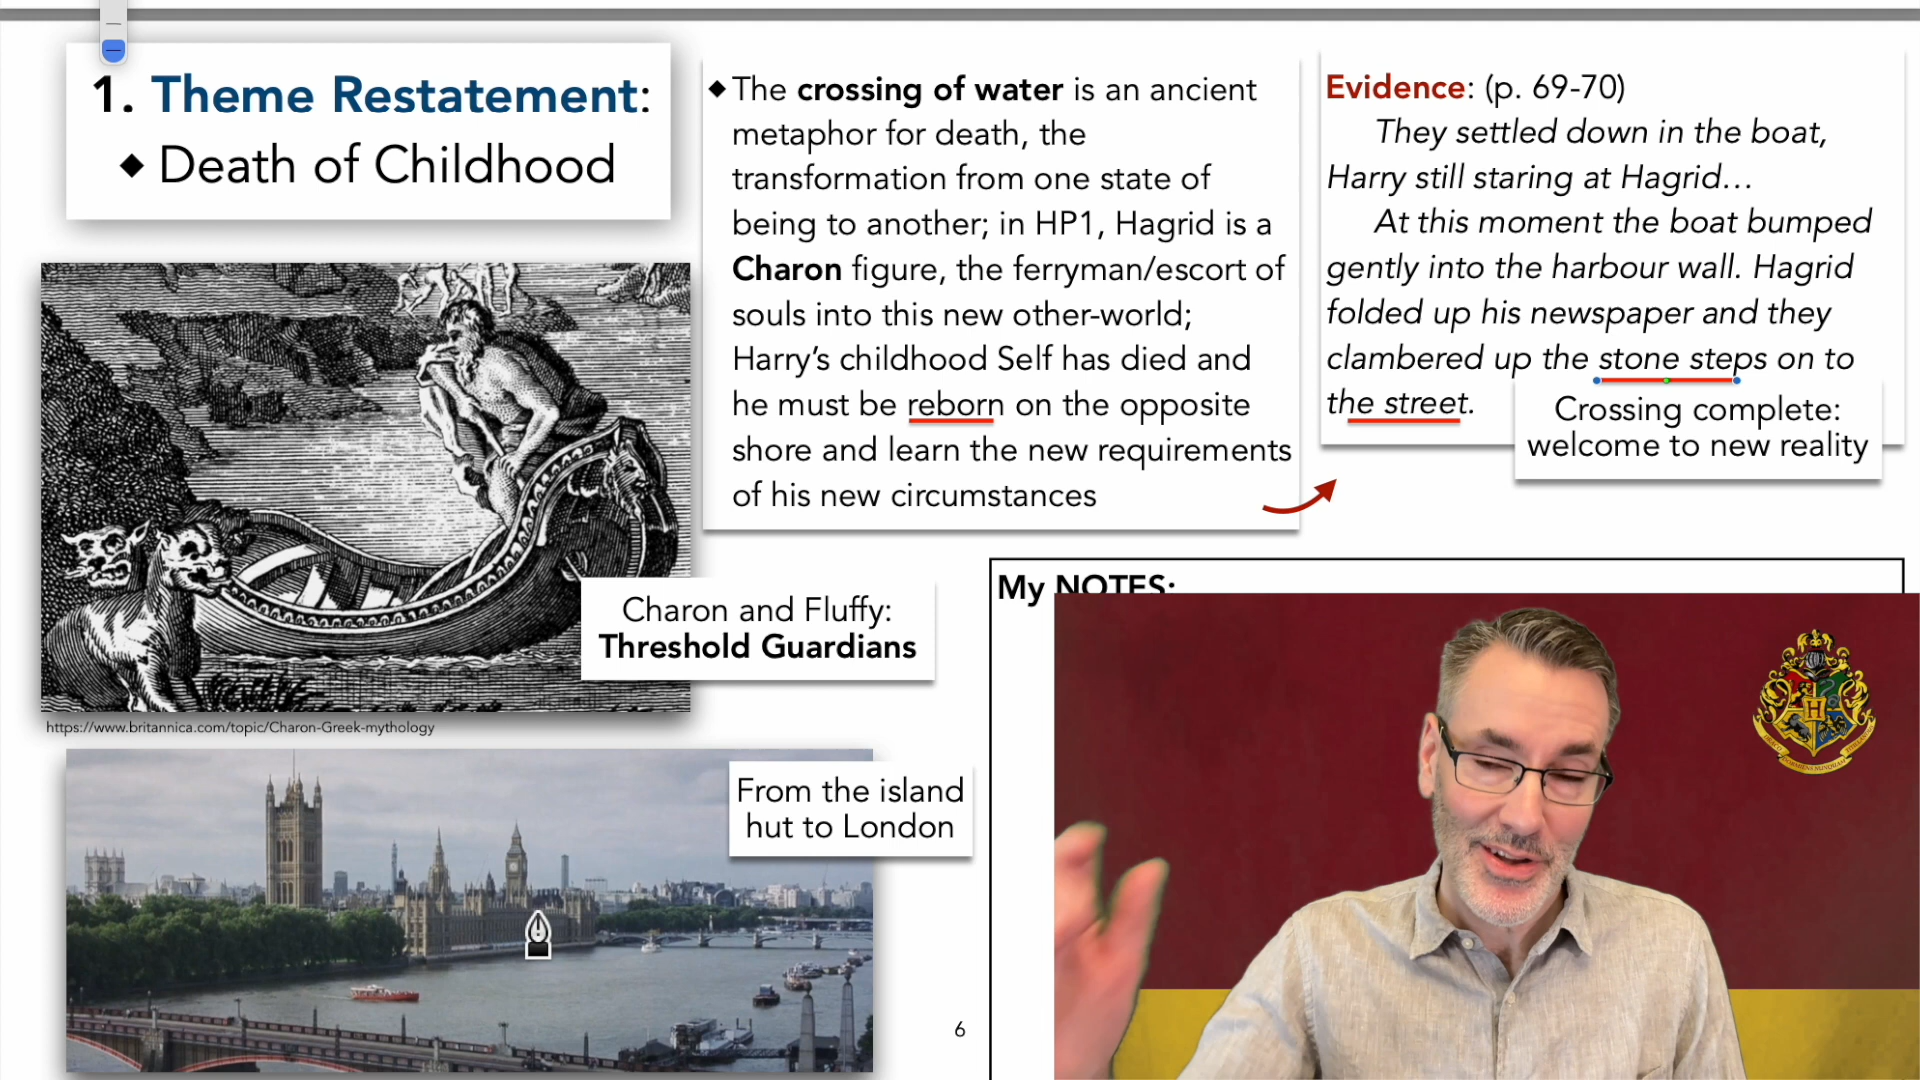 1. Theme Restatement:
◆ Death of Childhood
◆ The crossing of water is an ancient
metaphor for death, the
transformation from one state of
being to another; in HP1, Hagrid is a
Charon figure, the ferryman/escort of
souls into this new other-world;
Harry’s childhood Self has died and
he must be reborn on the opposite
shore and learn the new requirements
of his new circumstances
Evidence: (p. 69-70)
They settled down in the boat,
Harry still staring at Hagrid…
At this moment the boat bumped
gently into the harbour wall. Hagrid
folded up his newspaper and they
clambered up the stone steps on to
the street.
Crossing complete:
welcome to new reality
Charon and Fluffy:
Threshold Guardians
https://www.britannica.com/topic/Charon-Greek-mythology
From the island
hut to London
My NOTES:
H
6